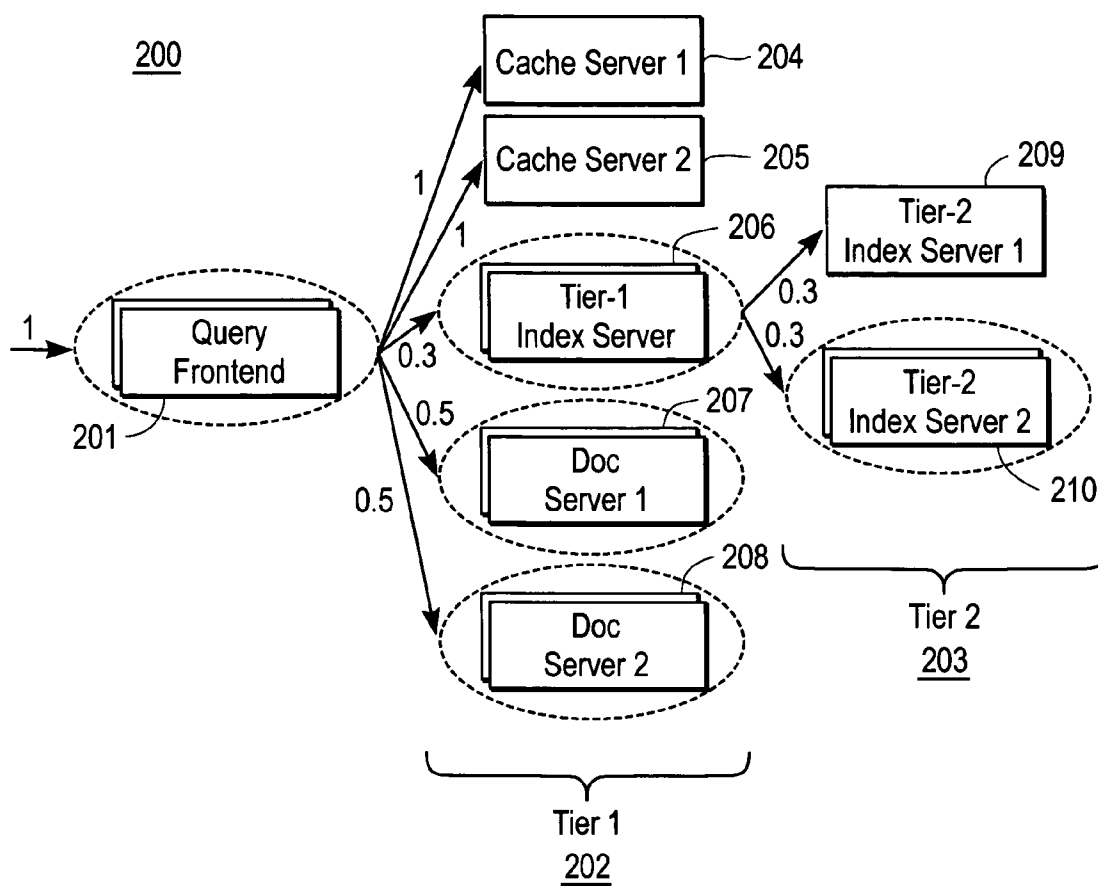 200
Cache Server 1
204
Cache Server 2
205
1
1
206
209
Tier-2
Index Server 1
1
Query
Frontend
201
Tier-1
Index Server
0.3
0.3
0.3
Tier-2
Index Server 2
210
0.5
207
Doc
Server 1
0.5
208
Doc
Server 2
Tier 2
203
Tier 1
202